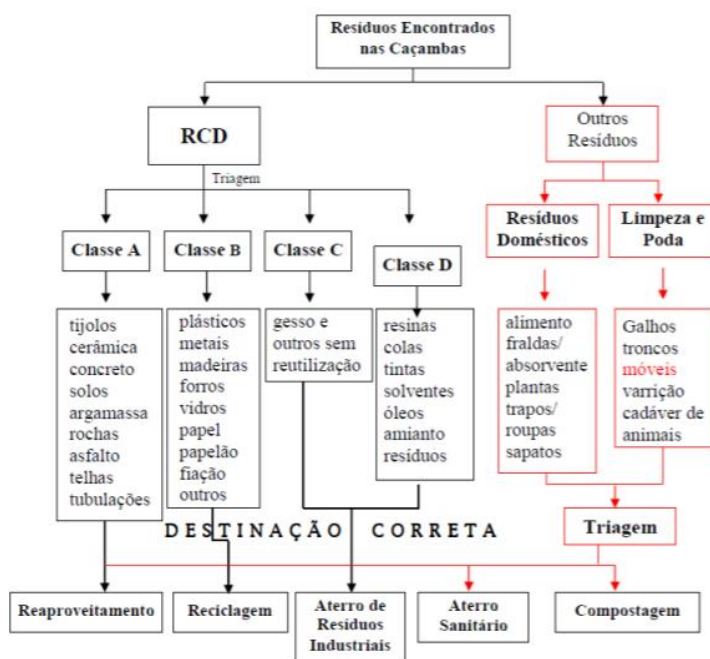 Resíduos Encontrados
nas Caçambas
RCD
Outros
Resíduos
Triagem
Classe A
Classe B
Classe C
Classe D
Resíduos
Domésticos
Limpeza e
Poda
tijolos
cerâmica
concreto
solos
argamassa
rochas
asfalto
telhas
tubulações
plásticos
metais
madeiras
forros
vidros
papel
papelão
fiação
outros
gesso e
outros sem
reutilização
resinas
colas
tintas
solventes
óleos
amianto
resíduos
alimento
fraldas/
absorvente
plantas
trapos/
roupas
sapatos
Galhos
troncos
móveis
varrição
cadáver de
animais
DESTINAÇÃO CORRETA
Triagem
Reaproveitamento
Reciclagem
Aterro de
Resíduos
Industriais
Aterro
Sanitário
Compostagem